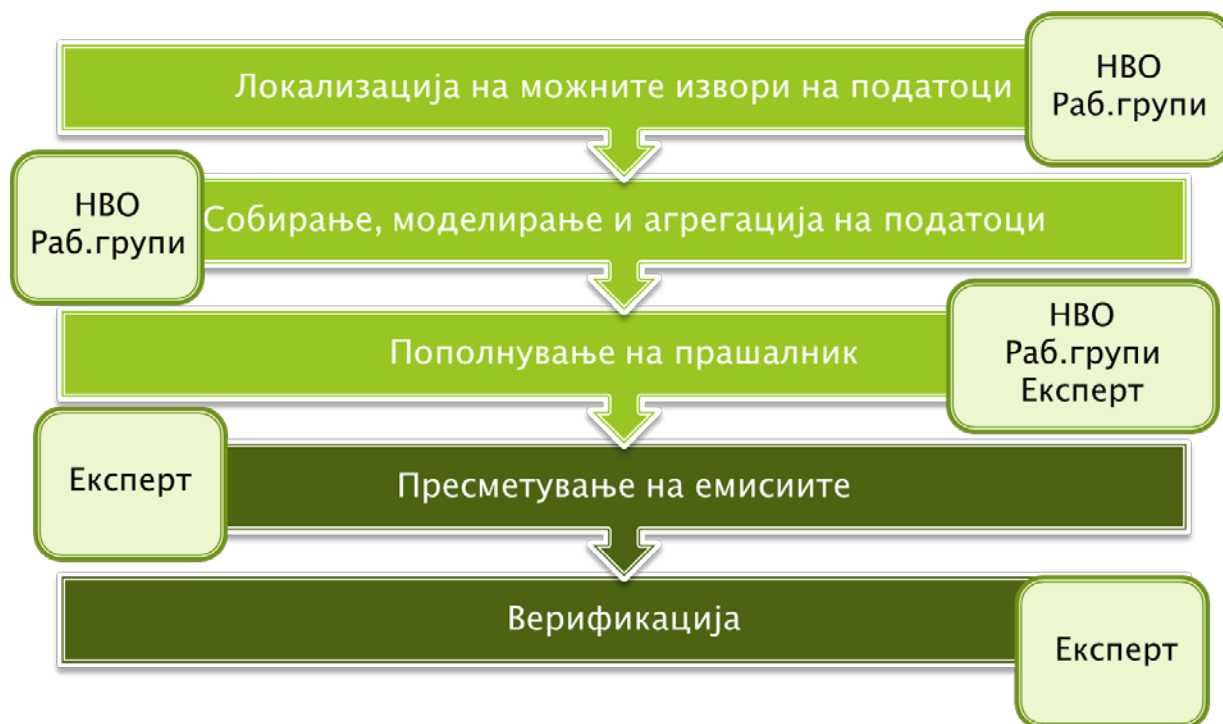 Локализација на можните извори на податоци
НВО
Раб.групи
НВО
Раб.групи
Собирање, моделирање и агрегација на податоци
Пополнување на прашалник
НВО
Раб.групи
Експерт
Експерт
Пресметување на емисиите
Верификација
Експерт